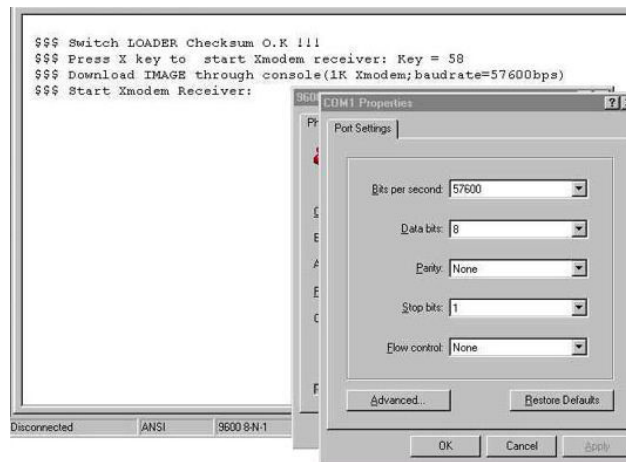 $$$ Switch LOADER Checksum O.K !!!
$$$ Press X key to start Xmodem receiver: Key = 58
$$$ Download IMAGE through console(1K Xmodem;baudrate=57600bps)
$$$ Start Xmodem Receiver:
COM1 Properties
Port Settings
Bits per second: 57600
Data bits: 8
Parity: None
Stop bits: 1
Flow control: None
Advanced...
Restore Defaults
OK
Cancel
Apply
Disconnected
ANSI
9600 8-N-1